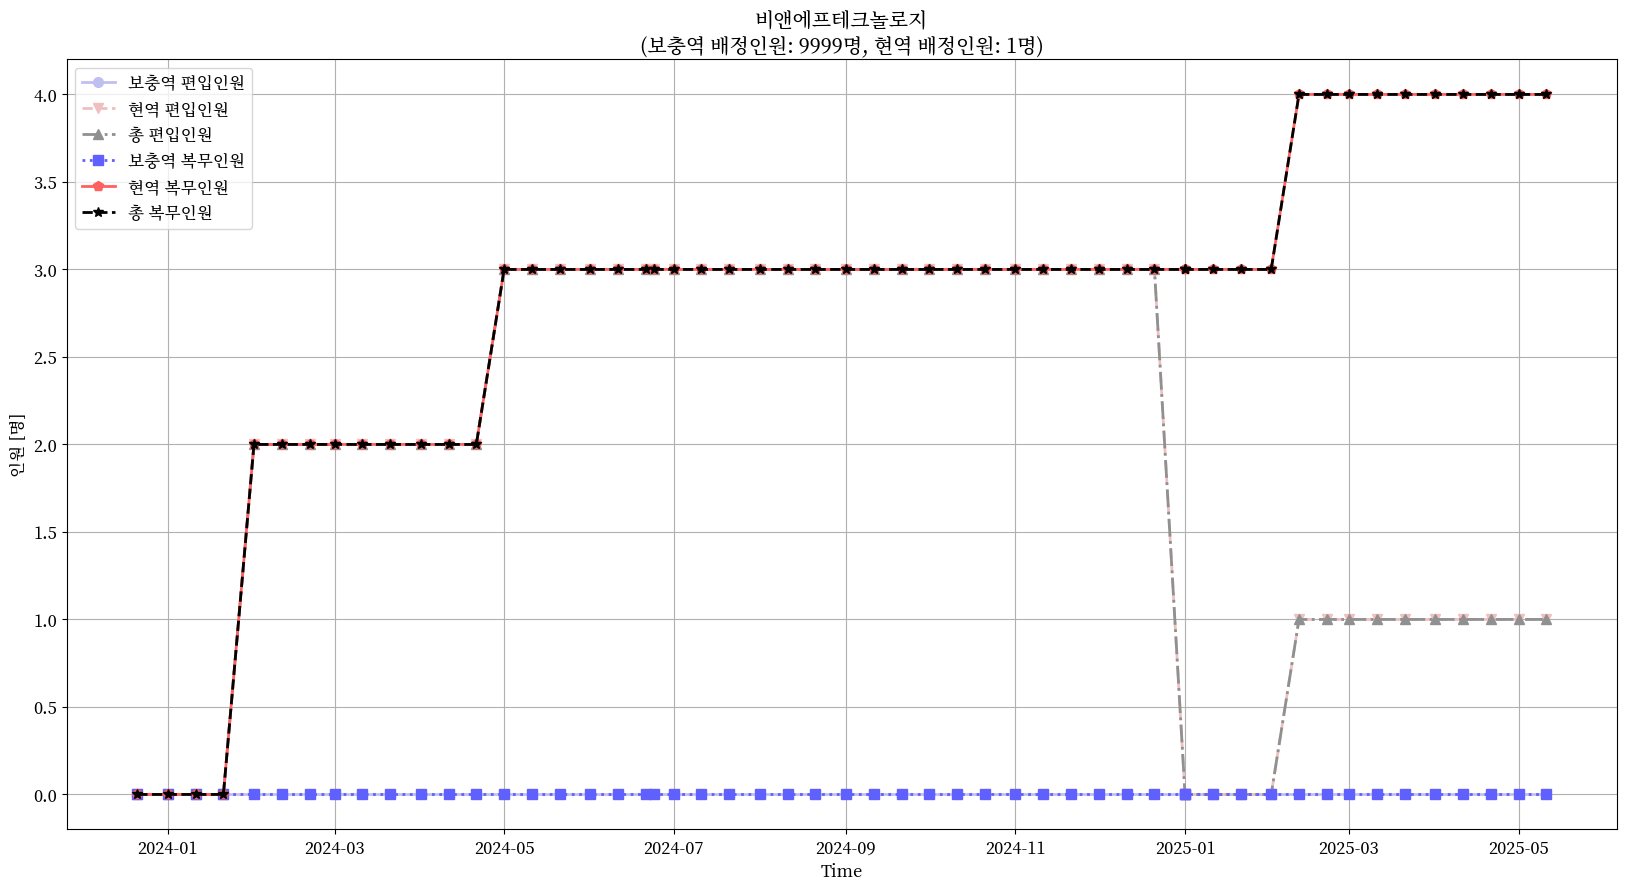 비앤에프테크놀로지
(보충역 배정인원: 9999명, 현역 배정인원: 1명)
보충역 편입인원
현역 편입인원
총 편입인원
보충역 복무인원
현역 복무인원
총 복무인원
4.0
3.5
3.0
2.5
2.0
1.5
1.0
0.5
0.0
인원 [명]
2024-01 2024-03 2024-05 2024-07 2024-09 2024-11 2025-01 2025-03 2025-05
Time